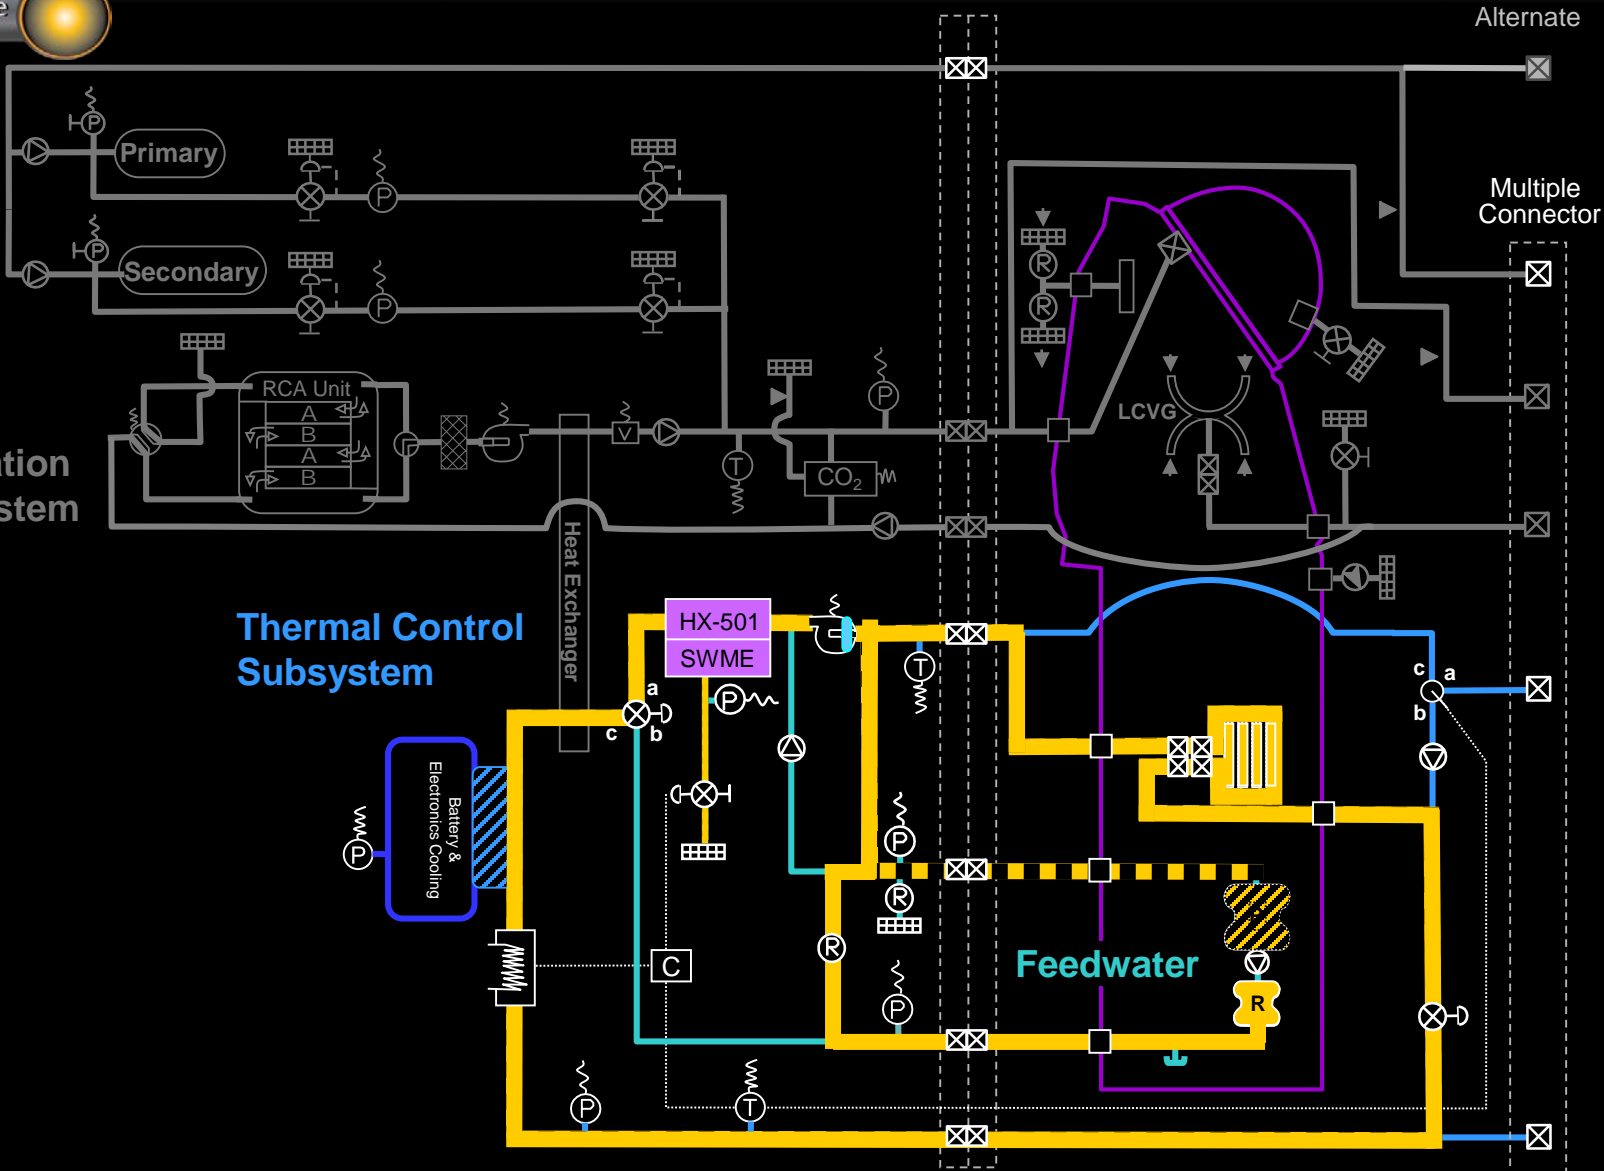 e
Alternate
P
Primary
P
Multiple
Connector
P
Secondary
P
R
R
RCA Unit
A
B
A
B
V
P
T
CO2
LCVG
ation
stem
Heat Exchanger
Thermal Control
Subsystem
HX-501
SWME
T
P
a
c b
c a
b
Battery &
Electronics Cooling
P
P
R
R
C
Feedwater
P
R
P
T